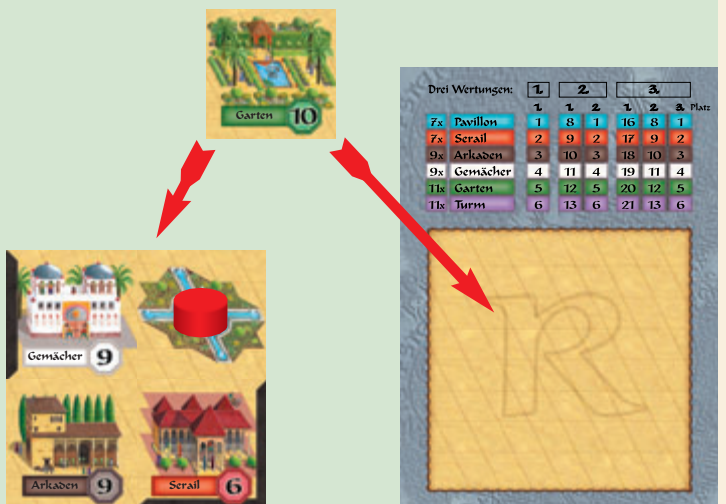 Garten 10
Drei Wertungen: 1 2 3
1 1 2 1 2 3 Platz
7x Pavillon 1 8 1 16 8 1
7x Serail 2 9 2 17 9 2
9x Arkaden 3 10 3 18 10 3
9x Gemächer 4 11 4 19 11 4
11x Garten 5 12 5 20 12 5
11x Turm 6 13 6 21 13 6
Gemächer 9
R
Arkaden 9
Serail 6